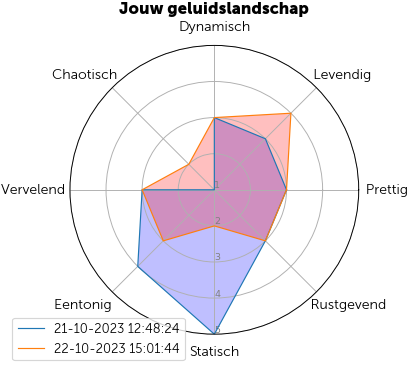 Jouw geluidslandschap
Dynamisch
Chaotisch
Levendig
Vervelend
Prettig
1
2
3
4
5
Eentonig
Rustgevend
Statisch
21-10-2023 12:48:24
22-10-2023 15:01:44